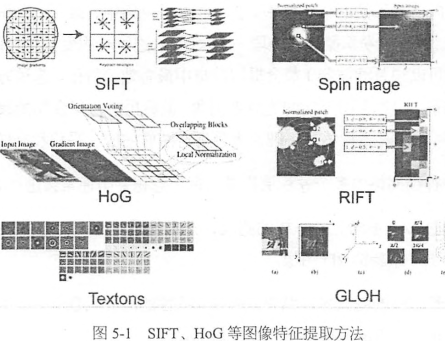 Image gradients
Keypoint descriptor
SIFT
Normalized patch
Spin image
Spin image
Orientation Voting
Overlapping Blocks
Input Image
Gradient Image
Local Normalization
HoG
Normalized patch
RIFT
RIFT
Textons
(a)
(b)
(c)
(d)
GLOH
图 5-1 SIFT、HoG 等图像特征提取方法